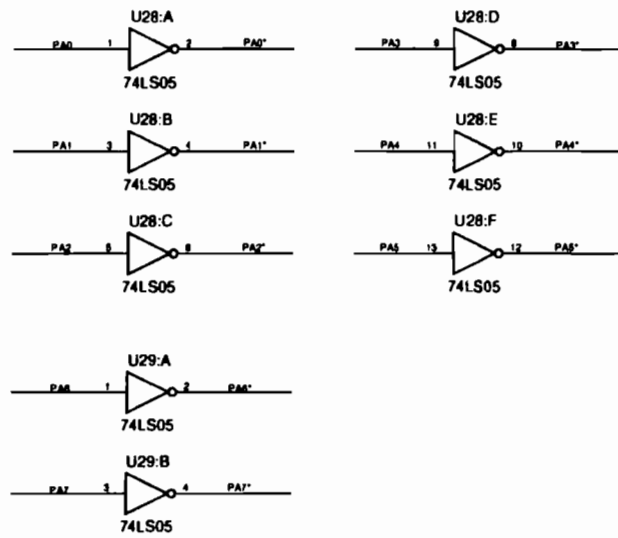 U28:A
PA0 1 2 PA0*
74LS05
U28:B
PA1 3 4 PA1*
74LS05
U28:C
PA2 5 6 PA2*
74LS05
U28:D
PA3 9 8 PA3*
74LS05
U28:E
PA4 11 10 PA4*
74LS05
U28:F
PA5 13 12 PA5*
74LS05
U29:A
PA6 1 2 PA6*
74LS05
U29:B
PA7 3 4 PA7*
74LS05